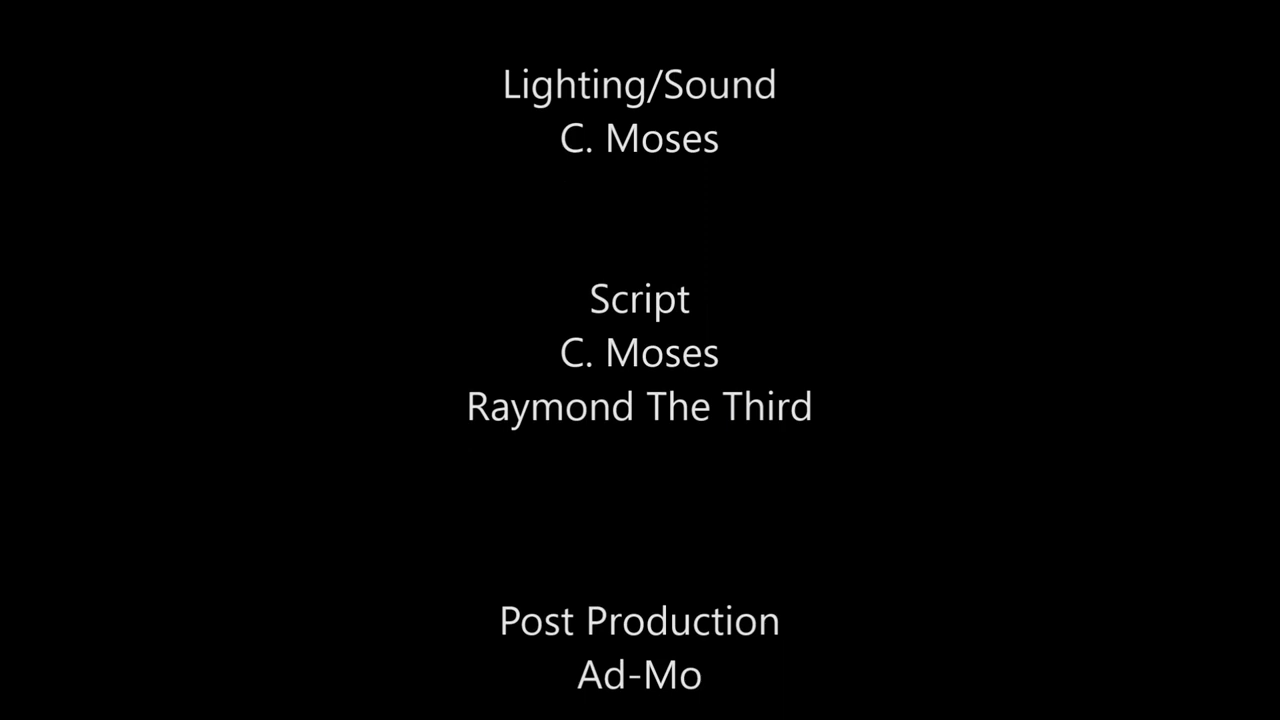 Lighting/Sound
C. Moses
Script
C. Moses
Raymond The Third
Post Production
Ad-Mo